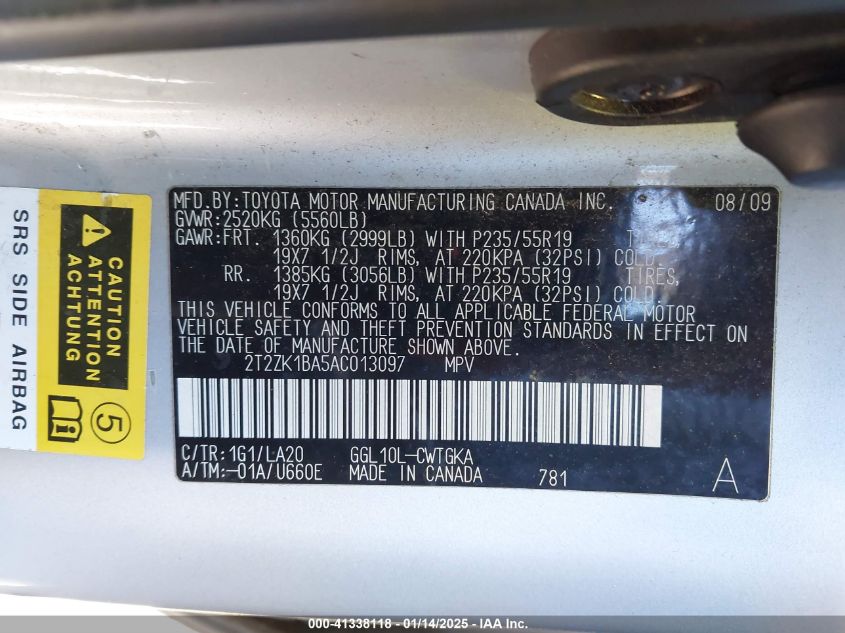 MFD.BY:TOYOTA MOTOR MANUFACTURING CANADA INC. 08/09
GVWR:2520KG (5560LB)
GAWR:FRT. 1360KG (2999LB) WITH P235/55R19
19X7 1/2J RIMS, AT 220KPA (32PSI) COLD,
RR. 1385KG (3056LB) WITH P235/55R19 TIRES,
19X7 1/2J RIMS, AT 220KPA (32PSI) COLD.
THIS VEHICLE CONFORMS TO ALL APPLICABLE FEDERAL MOTOR
VEHICLE SAFETY AND THEFT PREVENTION STANDARDS IN EFFECT ON
THE DATE OF MANUFACTURE SHOWN ABOVE.
2T2ZK1BA5AC013097 MPV
C/TR:1G1/LA20 GGL10L-CWTGKA
A/TM:-01A/U660E MADE IN CANADA 781 A
SRS SIDE AIRBAG
CAUTION
ACHTUNG
ATTENTION
5
000-41338118 - 01/14/2025 - IAA Inc.